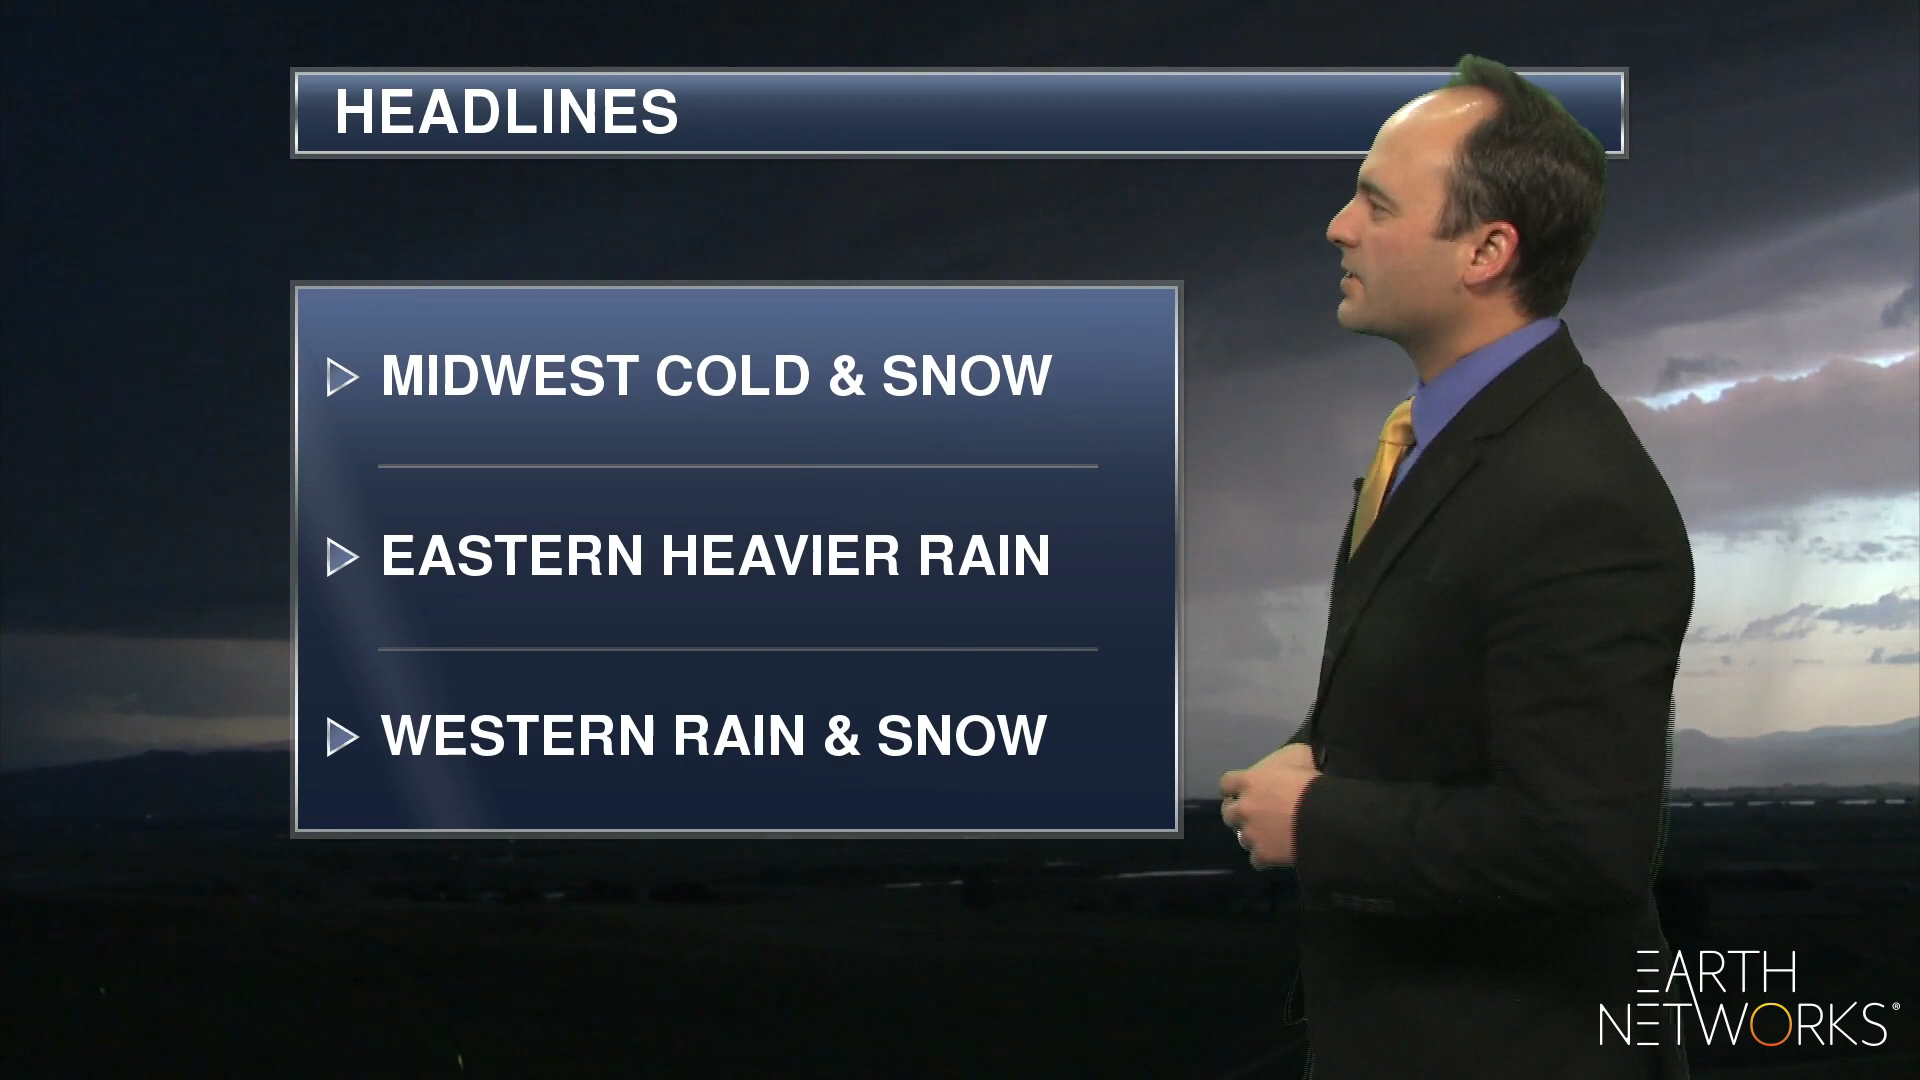 HEADLINES
MIDWEST COLD & SNOW
EASTERN HEAVIER RAIN
WESTERN RAIN & SNOW
EARTH
NETWORKS®